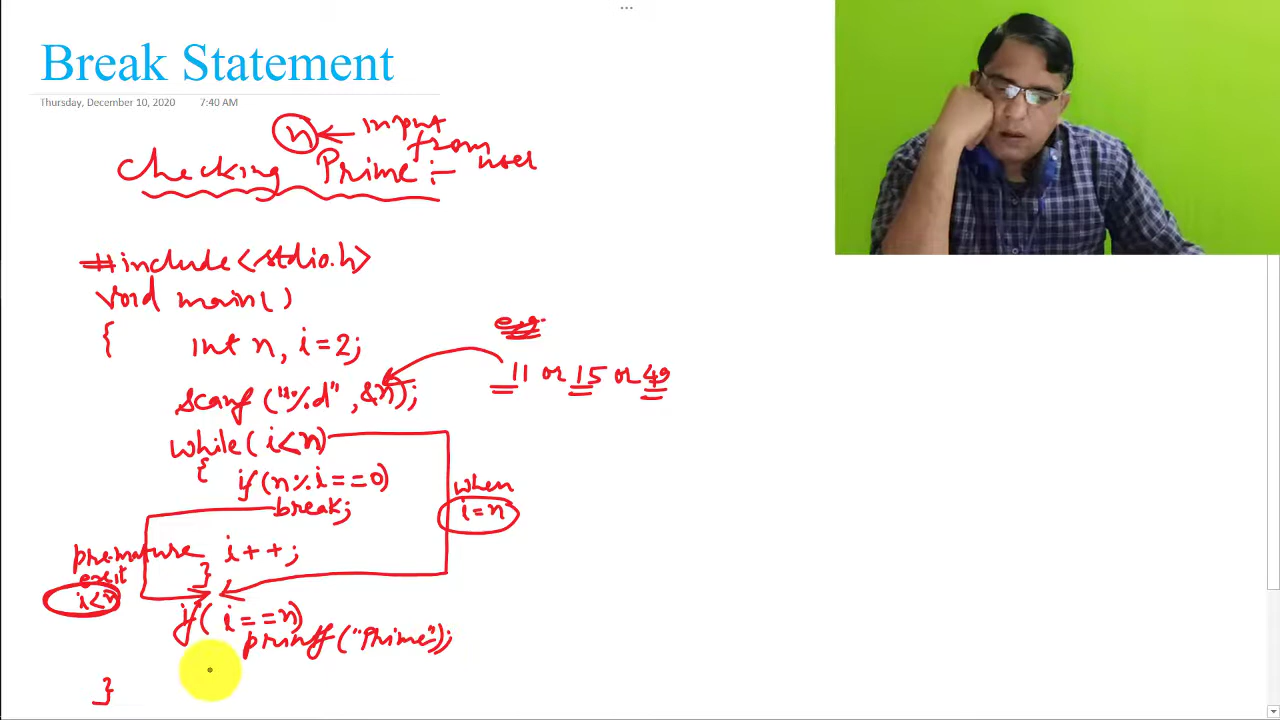 Break Statement
Thursday, December 10, 2020 7:40 AM
n ← input
from
user
Checking Prime :-
#include<stdio.h>
void main()
{ int n, i=2;
e.g.
11 or 15 or 49
scanf ("%d", &n);
while( i<n)
{ if(n%i==0)
break;
when
i=n
premature
exit
i<n
i++;
}
if( i==n)
printf("Prime");
}